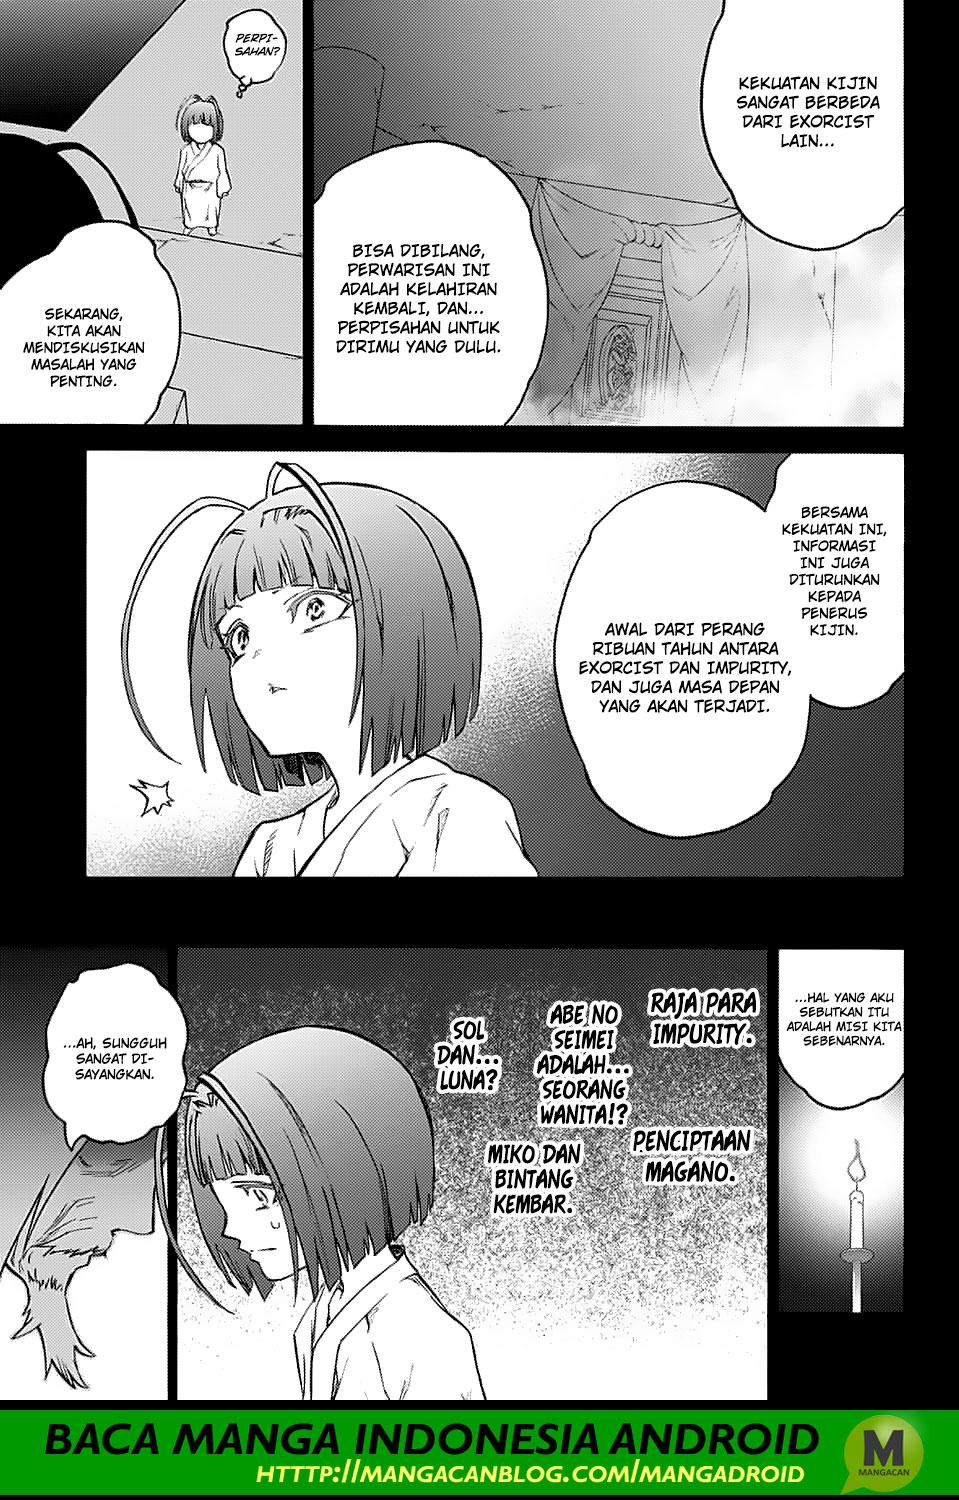 KEKUATAN KIJIN
SANGAT BERBEDA
DARI EXORCIST
LAIN...
BISA DIBILANG,
PERWARISAN INI
ADALAH KELAHIRAN
KEMBALI, DAN...
PERPISAHAN UNTUK
DIRIMU YANG DULU.
PERPI-
SAHAN?
SEKARANG,
KITA AKAN
MENDISKUSIKAN
MASALAH YANG
PENTING.
BERSAMA
KEKUATAN INI,
INFORMASI
INI JUGA
DITURUNKAN
KEPADA
PENERUS
KIJIN.
AWAL DARI PERANG
RIBUAN TAHUN ANTARA
EXORCIST DAN IMPURITY,
DAN JUGA MASA DEPAN
YANG AKAN TERJADI.
...HAL YANG AKU
SEBUTKAN ITU
ADALAH MISI KITA
SEBENARNYA.
RAJA PARA
IMPURITY.
PENCIPTAAN
MAGANO.
ABE NO
SEIMEI
ADALAH...
SEORANG
WANITA!?
MIKO DAN
BINTANG
KEMBAR.
SOL
DAN...
LUNA?
...AH, SUNGGUH
SANGAT DI-
SAYANGKAN.
BACA MANGA INDONESIA ANDROID
HTTTP://MANGACANBLOG.COM/MANGADROID
M
MANGACAN